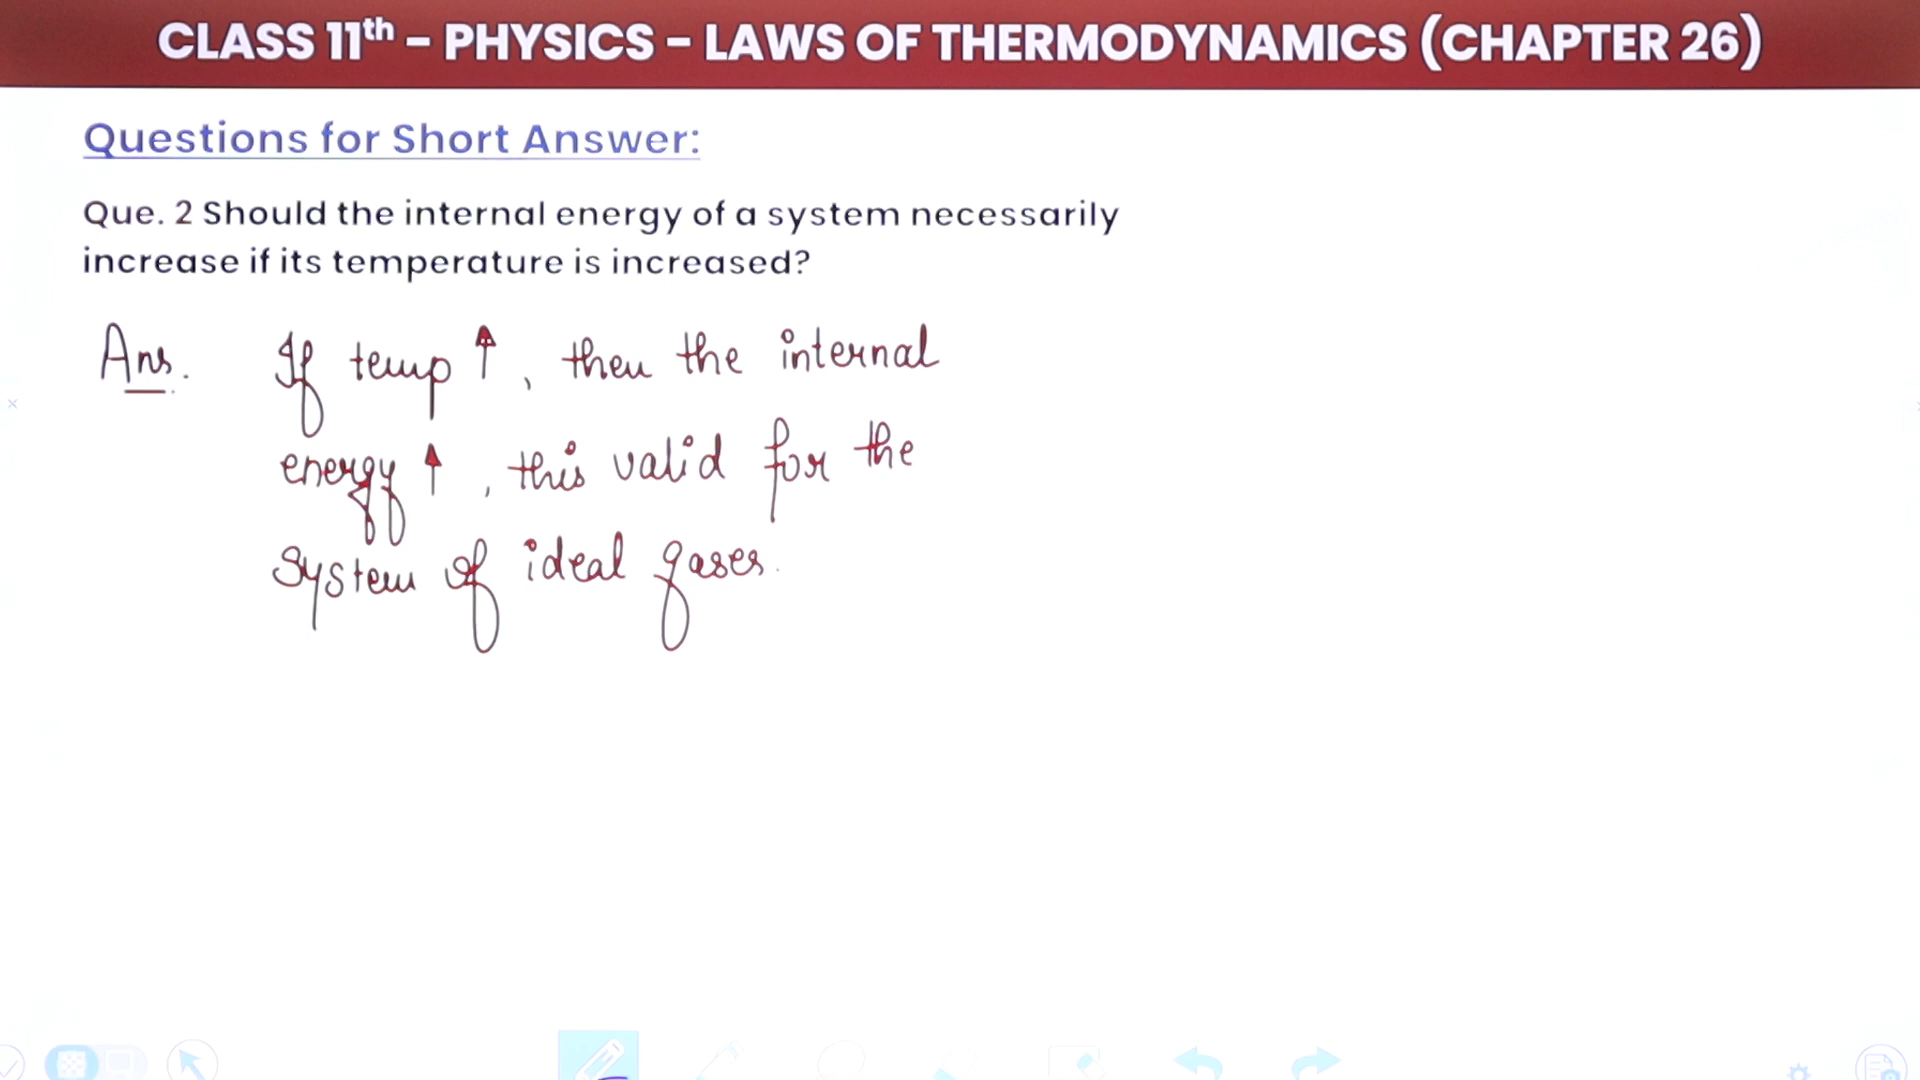 CLASS 11th - PHYSICS - LAWS OF THERMODYNAMICS (CHAPTER 26)
Questions for Short Answer:
Que. 2 Should the internal energy of a system necessarily
increase if its temperature is increased?
Ans. If temp ↑, then the internal
energy ↑, this valid for the
system of ideal gases.